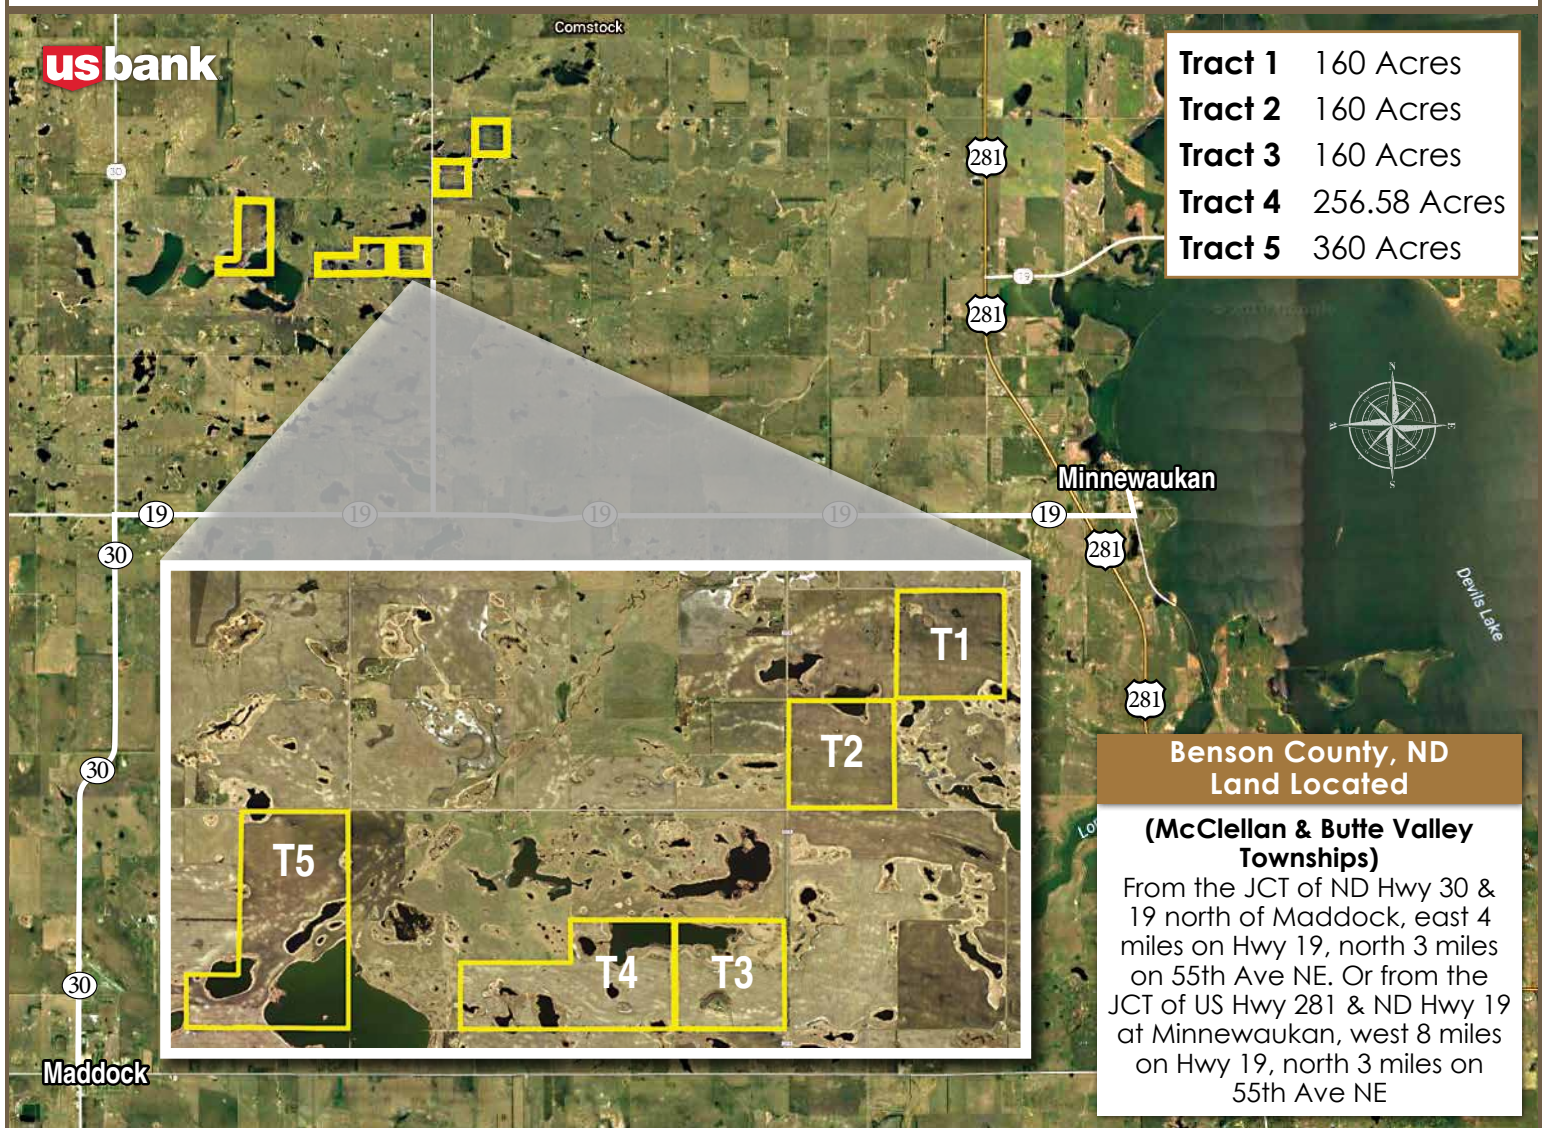 Comstock
usbank
Tract 1 160 Acres
Tract 2 160 Acres
Tract 3 160 Acres
Tract 4 256.58 Acres
Tract 5 360 Acres
281
30
19
281
N
W E
S
Minnewaukan
19
19
19
19
19
30
281
Devils Lake
T1
281
T2
30
Benson County, ND
Land Located
(McClellan & Butte Valley
Townships)
From the JCT of ND Hwy 30 &
19 north of Maddock, east 4
miles on Hwy 19, north 3 miles
on 55th Ave NE. Or from the
JCT of US Hwy 281 & ND Hwy 19
at Minnewaukan, west 8 miles
on Hwy 19, north 3 miles on
55th Ave NE
T5
T4
T3
30
Maddock